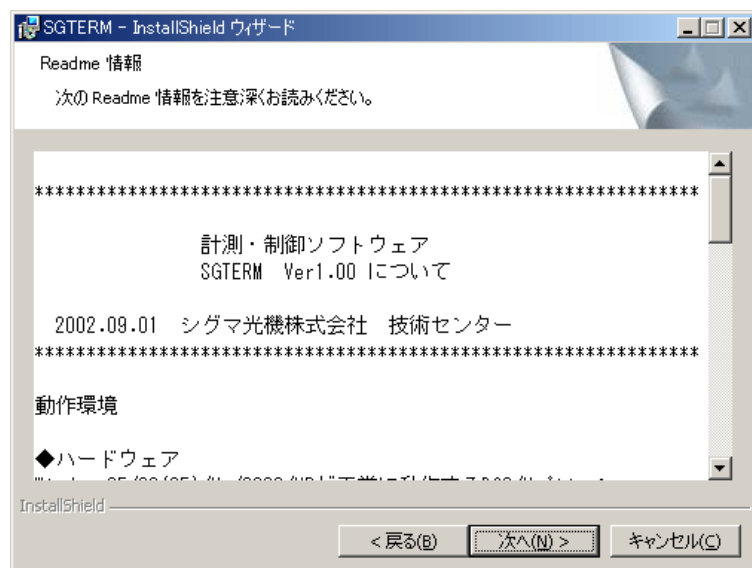 SGTERM - InstallShield ウィザード
Readme 情報
次の Readme 情報を注意深くお読みください。
****************************************************************
計測・制御ソフトウェア
SGTERM Ver1.00 について
2002.09.01 シグマ光機株式会社 技術センター
****************************************************************
動作環境
◆ハードウェア
InstallShield
< 戻る(B)
次へ(N) >
キャンセル(C)